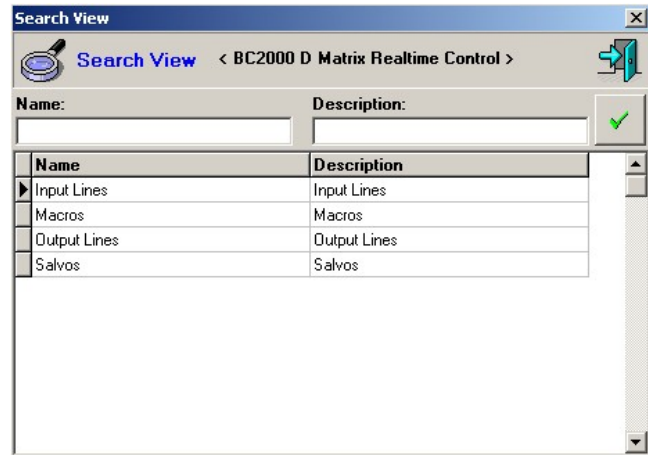 Search View
Search View < BC2000 D Matrix Realtime Control >
Name: Description:
Name Description
Input Lines Input Lines
Macros Macros
Output Lines Output Lines
Salvos Salvos